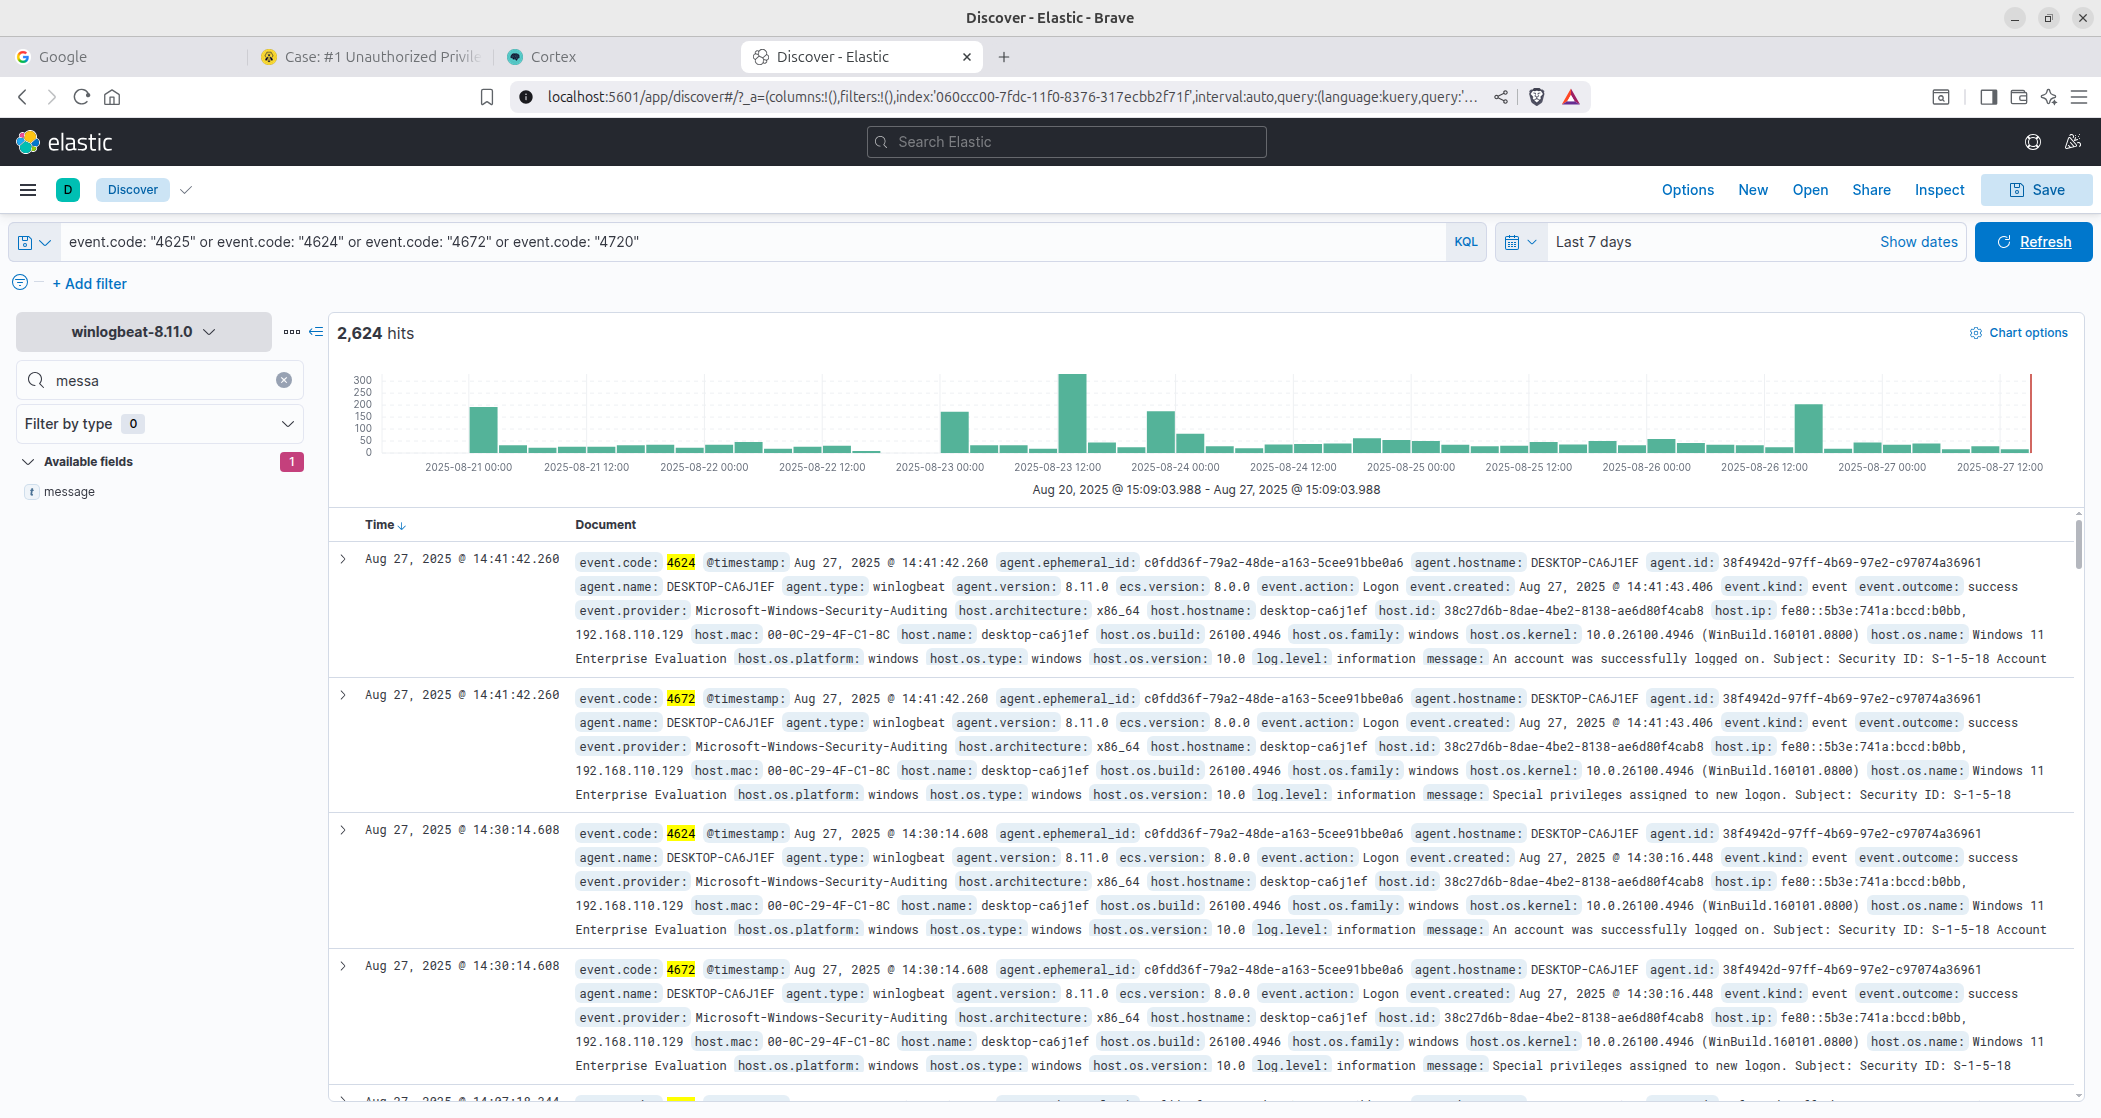 Discover - Elastic - Brave
Google
Case: #1 Unauthorized Privile
Cortex
Discover - Elastic
localhost:5601/app/discover#/?_a=(columns:!(),filters:!(),index:'060ccc00-7fdc-11f0-8376-317ecbb2f71f',interval:auto,query:(language:kuery,query:'...
elastic
Search Elastic
D
Discover
Options
New
Open
Share
Inspect
Save
event.code: "4625" or event.code: "4624" or event.code: "4672" or event.code: "4720"
KQL
Last 7 days
Show dates
Refresh
+ Add filter
winlogbeat-8.11.0
messa
Filter by type 0
Available fields 1
t message
2,624 hits
Chart options
300
250
200
150
100
50
0
2025-08-21 00:00 2025-08-21 12:00 2025-08-22 00:00 2025-08-22 12:00 2025-08-23 00:00 2025-08-23 12:00 2025-08-24 00:00 2025-08-24 12:00 2025-08-25 00:00 2025-08-25 12:00 2025-08-26 00:00 2025-08-26 12:00 2025-08-27 00:00 2025-08-27 12:00
Aug 20, 2025 @ 15:09:03.988 - Aug 27, 2025 @ 15:09:03.988
Time Document
Aug 27, 2025 @ 14:41:42.260
event.code: 4624 @timestamp: Aug 27, 2025 @ 14:41:42.260 agent.ephemeral_id: c0fdd36f-79a2-48de-a163-5cee91bbe0a6 agent.hostname: DESKTOP-CA6J1EF agent.id: 38f4942d-97ff-4b69-97e2-c97074a36961
agent.name: DESKTOP-CA6J1EF agent.type: winlogbeat agent.version: 8.11.0 ecs.version: 8.0.0 event.action: Logon event.created: Aug 27, 2025 @ 14:41:43.406 event.kind: event event.outcome: success
event.provider: Microsoft-Windows-Security-Auditing host.architecture: x86_64 host.hostname: desktop-ca6j1ef host.id: 38c27d6b-8dae-4be2-8138-ae6d80f4cab8 host.ip: fe80::5b3e:741a:bccd:b0bb,
192.168.110.129 host.mac: 00-0C-29-4F-C1-8C host.name: desktop-ca6j1ef host.os.build: 26100.4946 host.os.family: windows host.os.kernel: 10.0.26100.4946 (WinBuild.160101.0800) host.os.name: Windows 11
Enterprise Evaluation host.os.platform: windows host.os.type: windows host.os.version: 10.0 log.level: information message: An account was successfully logged on. Subject: Security ID: S-1-5-18 Account
Aug 27, 2025 @ 14:41:42.260
event.code: 4672 @timestamp: Aug 27, 2025 @ 14:41:42.260 agent.ephemeral_id: c0fdd36f-79a2-48de-a163-5cee91bbe0a6 agent.hostname: DESKTOP-CA6J1EF agent.id: 38f4942d-97ff-4b69-97e2-c97074a36961
agent.name: DESKTOP-CA6J1EF agent.type: winlogbeat agent.version: 8.11.0 ecs.version: 8.0.0 event.action: Logon event.created: Aug 27, 2025 @ 14:41:43.406 event.kind: event event.outcome: success
event.provider: Microsoft-Windows-Security-Auditing host.architecture: x86_64 host.hostname: desktop-ca6j1ef host.id: 38c27d6b-8dae-4be2-8138-ae6d80f4cab8 host.ip: fe80::5b3e:741a:bccd:b0bb,
192.168.110.129 host.mac: 00-0C-29-4F-C1-8C host.name: desktop-ca6j1ef host.os.build: 26100.4946 host.os.family: windows host.os.kernel: 10.0.26100.4946 (WinBuild.160101.0800) host.os.name: Windows 11
Enterprise Evaluation host.os.platform: windows host.os.type: windows host.os.version: 10.0 log.level: information message: Special privileges assigned to new logon. Subject: Security ID: S-1-5-18
Aug 27, 2025 @ 14:30:14.608
event.code: 4624 @timestamp: Aug 27, 2025 @ 14:30:14.608 agent.ephemeral_id: c0fdd36f-79a2-48de-a163-5cee91bbe0a6 agent.hostname: DESKTOP-CA6J1EF agent.id: 38f4942d-97ff-4b69-97e2-c97074a36961
agent.name: DESKTOP-CA6J1EF agent.type: winlogbeat agent.version: 8.11.0 ecs.version: 8.0.0 event.action: Logon event.created: Aug 27, 2025 @ 14:30:16.448 event.kind: event event.outcome: success
event.provider: Microsoft-Windows-Security-Auditing host.architecture: x86_64 host.hostname: desktop-ca6j1ef host.id: 38c27d6b-8dae-4be2-8138-ae6d80f4cab8 host.ip: fe80::5b3e:741a:bccd:b0bb,
192.168.110.129 host.mac: 00-0C-29-4F-C1-8C host.name: desktop-ca6j1ef host.os.build: 26100.4946 host.os.family: windows host.os.kernel: 10.0.26100.4946 (WinBuild.160101.0800) host.os.name: Windows 11
Enterprise Evaluation host.os.platform: windows host.os.type: windows host.os.version: 10.0 log.level: information message: An account was successfully logged on. Subject: Security ID: S-1-5-18 Account
Aug 27, 2025 @ 14:30:14.608
event.code: 4672 @timestamp: Aug 27, 2025 @ 14:30:14.608 agent.ephemeral_id: c0fdd36f-79a2-48de-a163-5cee91bbe0a6 agent.hostname: DESKTOP-CA6J1EF agent.id: 38f4942d-97ff-4b69-97e2-c97074a36961
agent.name: DESKTOP-CA6J1EF agent.type: winlogbeat agent.version: 8.11.0 ecs.version: 8.0.0 event.action: Logon event.created: Aug 27, 2025 @ 14:30:16.448 event.kind: event event.outcome: success
event.provider: Microsoft-Windows-Security-Auditing host.architecture: x86_64 host.hostname: desktop-ca6j1ef host.id: 38c27d6b-8dae-4be2-8138-ae6d80f4cab8 host.ip: fe80::5b3e:741a:bccd:b0bb,
192.168.110.129 host.mac: 00-0C-29-4F-C1-8C host.name: desktop-ca6j1ef host.os.build: 26100.4946 host.os.family: windows host.os.kernel: 10.0.26100.4946 (WinBuild.160101.0800) host.os.name: Windows 11
Enterprise Evaluation host.os.platform: windows host.os.type: windows host.os.version: 10.0 log.level: information message: Special privileges assigned to new logon. Subject: Security ID: S-1-5-18